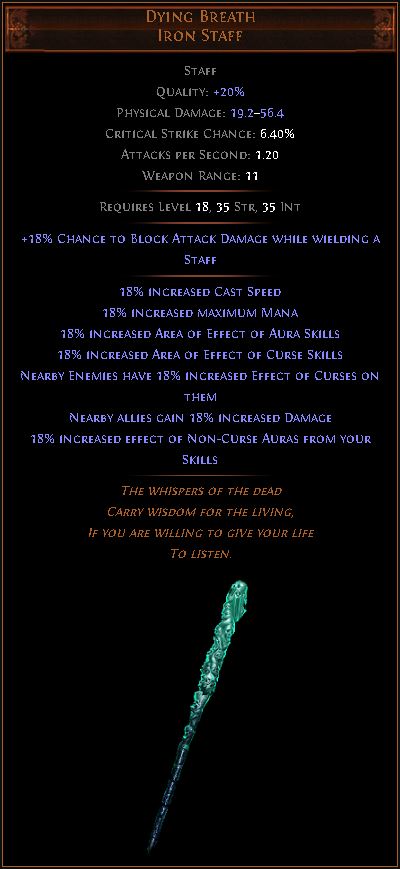 Dying Breath
Iron Staff
Staff
Quality: +20%
Physical Damage: 19.2–56.4
Critical Strike Chance: 6.40%
Attacks per Second: 1.20
Weapon Range: 11
Requires Level 18, 35 Str, 35 Int
+18% Chance to Block Attack Damage while wielding a
Staff
18% increased Cast Speed
18% increased maximum Mana
18% increased Area of Effect of Aura Skills
18% increased Area of Effect of Curse Skills
Nearby Enemies have 18% increased Effect of Curses on
them
Nearby allies gain 18% increased Damage
18% increased effect of Non-Curse Auras from your
Skills
The whispers of the dead
Carry wisdom for the living,
If you are willing to give your life
To listen.